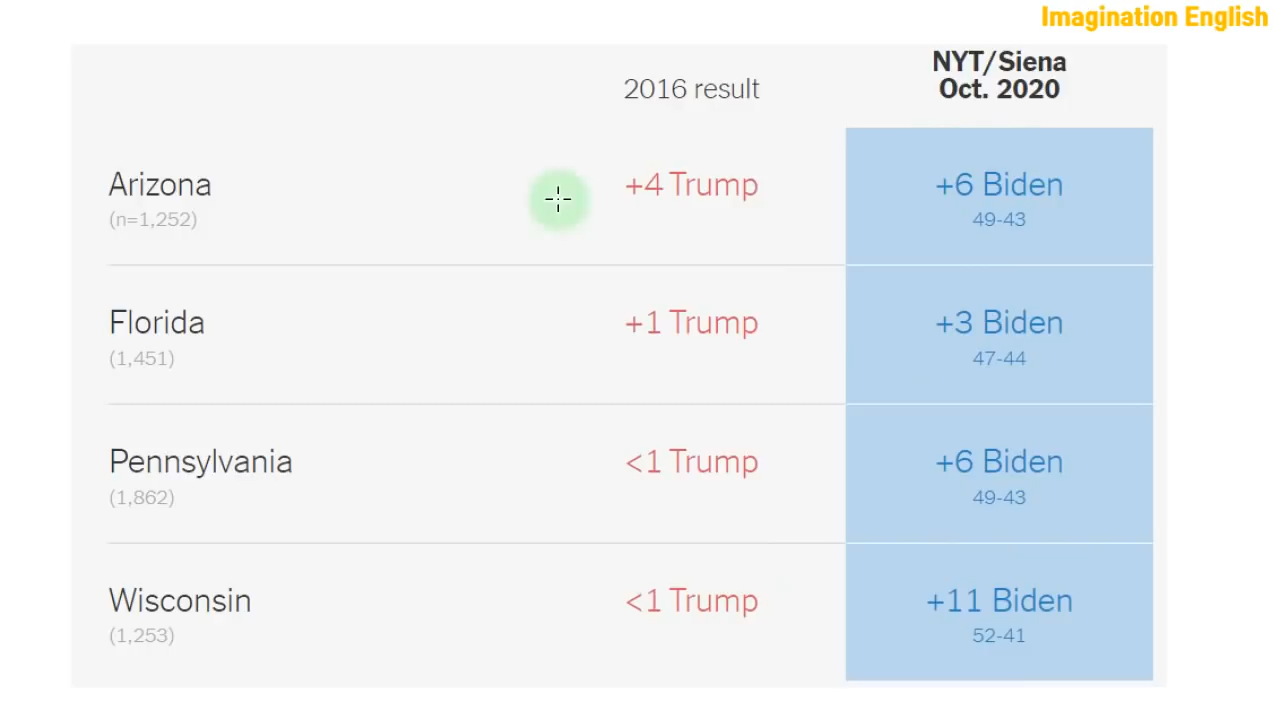 Imagination English
2016 result
NYT/Siena
Oct. 2020
Arizona
(n=1,252)
+4 Trump
+6 Biden
49-43
Florida
(1,451)
+1 Trump
+3 Biden
47-44
Pennsylvania
(1,862)
<1 Trump
+6 Biden
49-43
Wisconsin
(1,253)
<1 Trump
+11 Biden
52-41